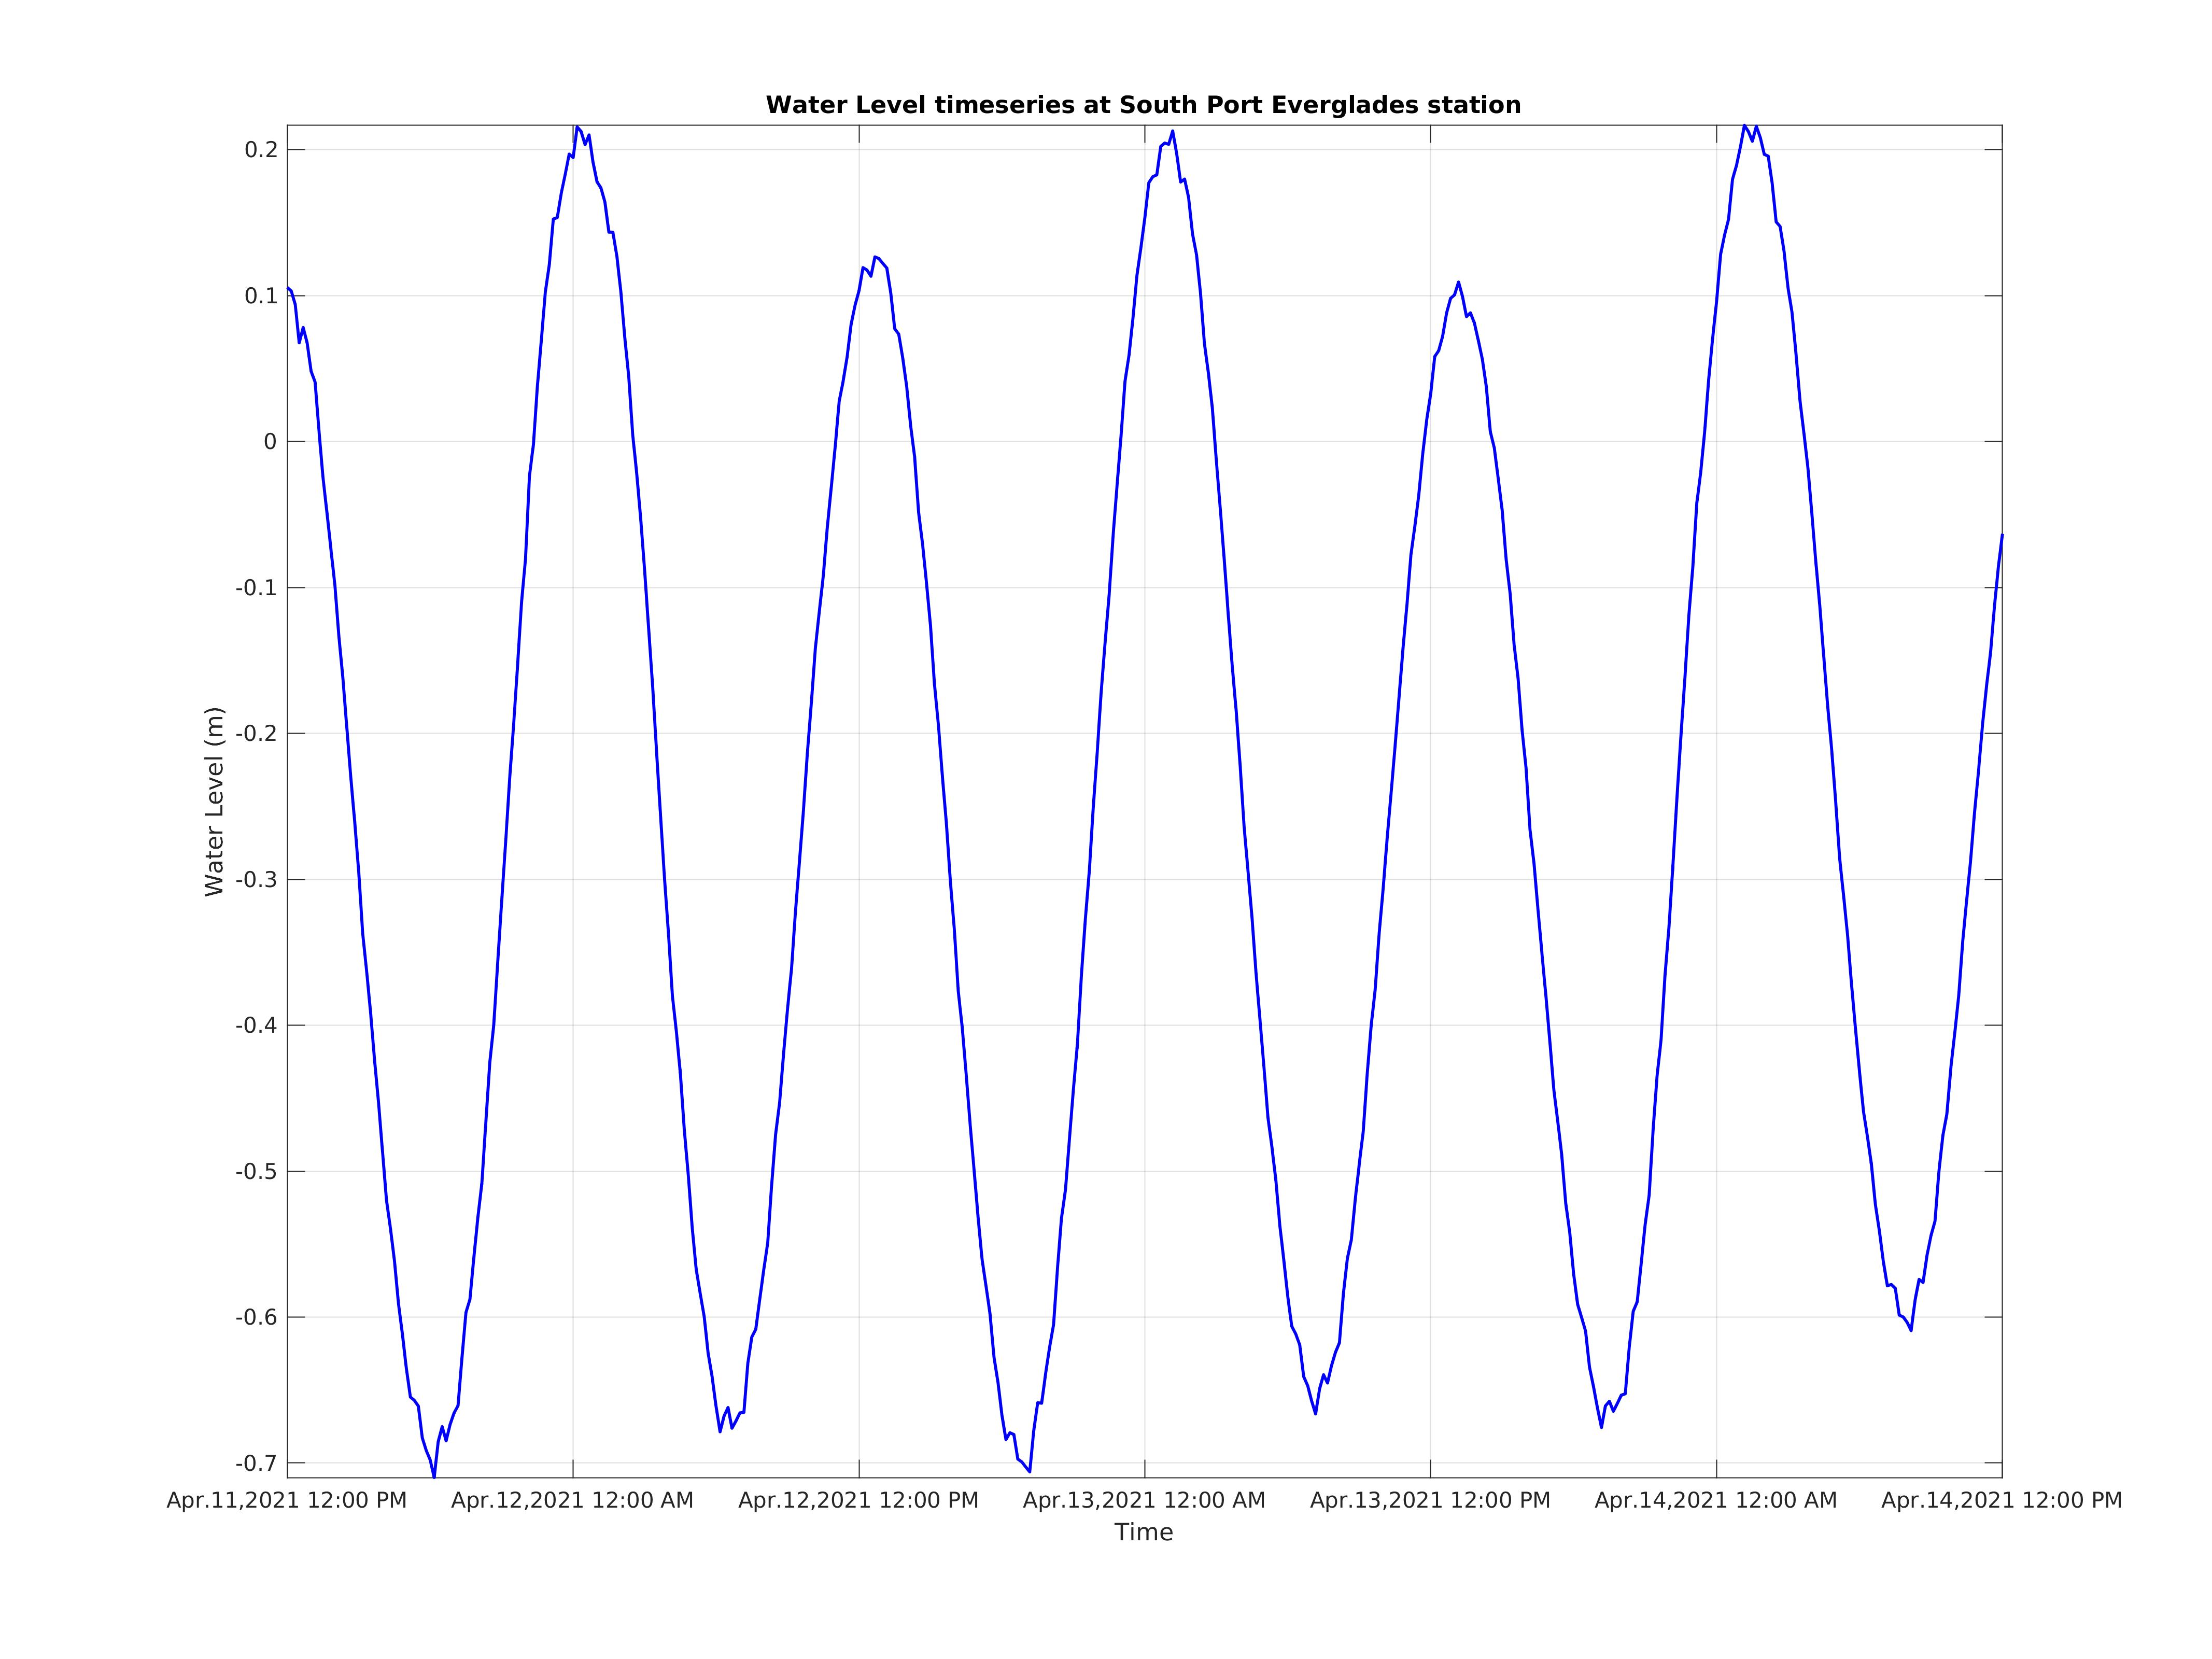 Water Level timeseries at South Port Everglades station
0.2
0.1
0
-0.1
-0.2
-0.3
-0.4
-0.5
-0.6
-0.7
Water Level (m)
Apr.11,2021 12:00 PM
Apr.12,2021 12:00 AM
Apr.12,2021 12:00 PM
Apr.13,2021 12:00 AM
Apr.13,2021 12:00 PM
Apr.14,2021 12:00 AM
Apr.14,2021 12:00 PM
Time